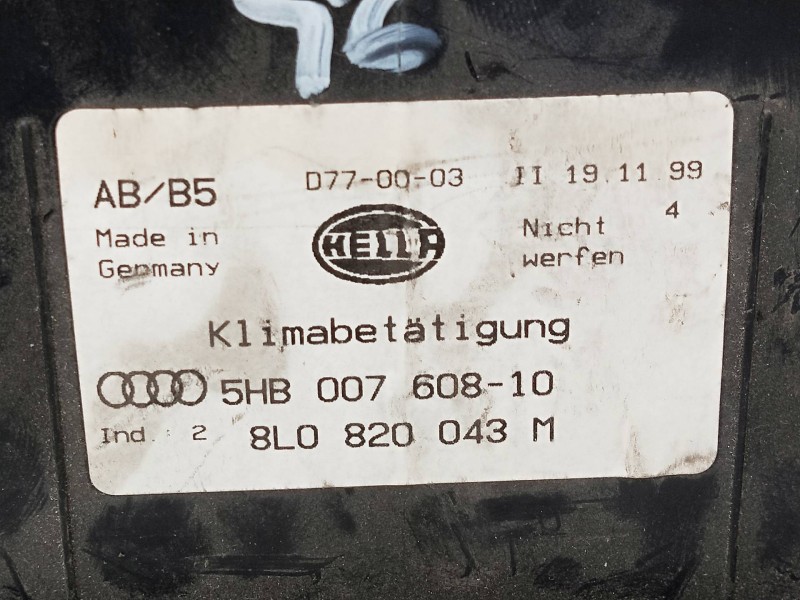 AB/B5 D77-00-03 II 19.11.99
4
Made in Germany
HELLA
Nicht werfen
Klimabetätigung
5HB 007 608-10
Ind.: 2 8L0 820 043 M